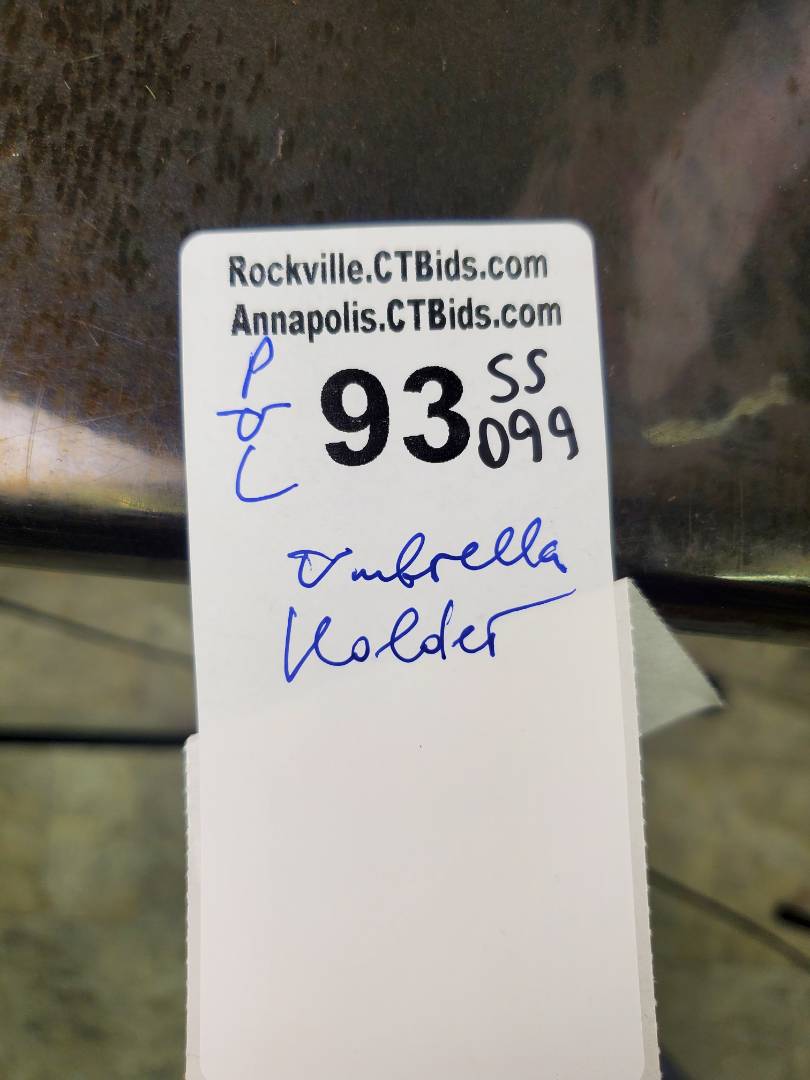 Rockville.CTBids.com
Annapolis.CTBids.com
93
SS
099
Umbrella
Holder